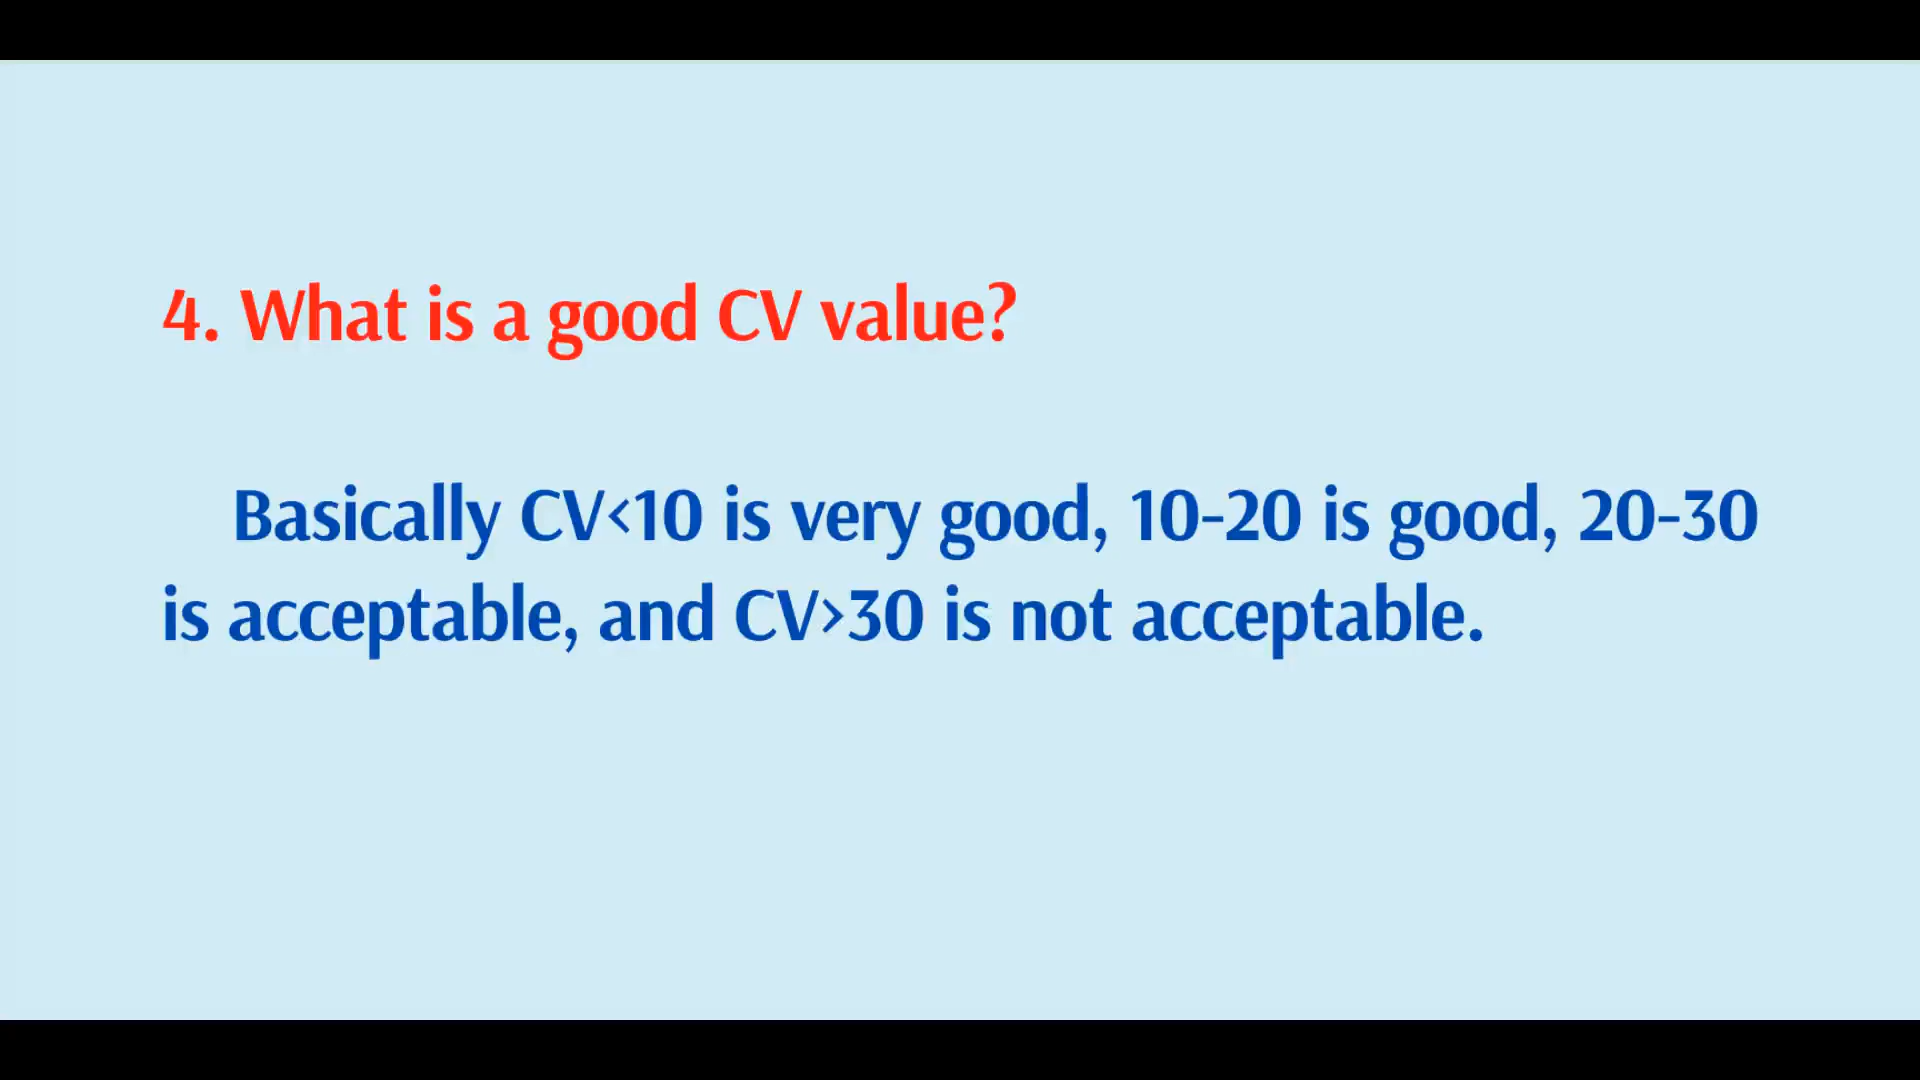 4. What is a good CV value?
Basically CV<10 is very good, 10-20 is good, 20-30
is acceptable, and CV>30 is not acceptable.